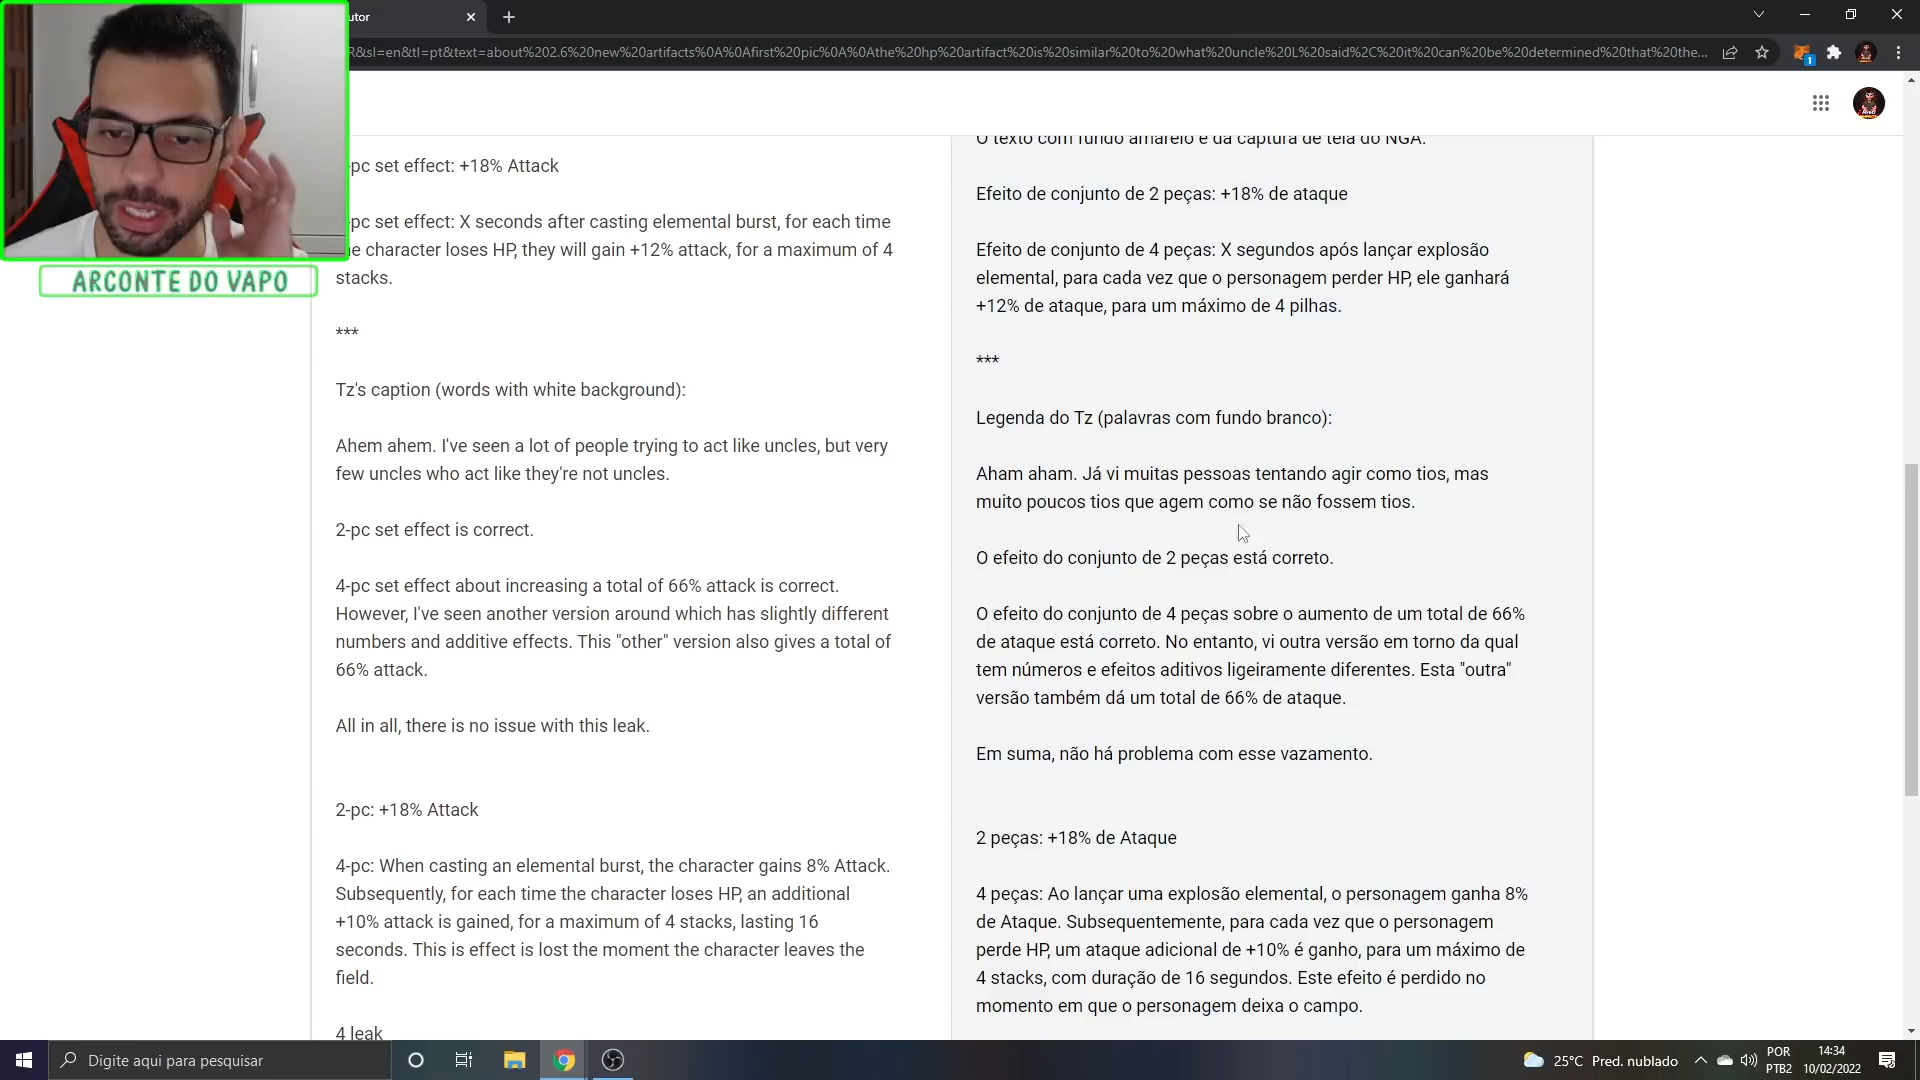 utor
R&sl=en&tl=pt&text=about%202.6%20new%20artifacts%0A%0Afirst%20pic%0A%0Athe%20hp%20artifact%20is%20similar%20to%20what%20uncle%20L%20said%2C%20it%20can%20be%20determined%20that%20the...
1
ARCONTE DO VAPO
-pc set effect: +18% Attack
-pc set effect: X seconds after casting elemental burst, for each time
he character loses HP, they will gain +12% attack, for a maximum of 4
stacks.
***
Tz's caption (words with white background):
Ahem ahem. I've seen a lot of people trying to act like uncles, but very
few uncles who act like they're not uncles.
2-pc set effect is correct.
4-pc set effect about increasing a total of 66% attack is correct.
However, I've seen another version around which has slightly different
numbers and additive effects. This "other" version also gives a total of
66% attack.
All in all, there is no issue with this leak.
2-pc: +18% Attack
4-pc: When casting an elemental burst, the character gains 8% Attack.
Subsequently, for each time the character loses HP, an additional
+10% attack is gained, for a maximum of 4 stacks, lasting 16
seconds. This is effect is lost the moment the character leaves the
field.
4 leak
O texto com fundo amarelo é da captura de tela do NGA.
Efeito de conjunto de 2 peças: +18% de ataque
Efeito de conjunto de 4 peças: X segundos após lançar explosão
elemental, para cada vez que o personagem perder HP, ele ganhará
+12% de ataque, para um máximo de 4 pilhas.
***
Legenda do Tz (palavras com fundo branco):
Aham aham. Já vi muitas pessoas tentando agir como tios, mas
muito poucos tios que agem como se não fossem tios.
O efeito do conjunto de 2 peças está correto.
O efeito do conjunto de 4 peças sobre o aumento de um total de 66%
de ataque está correto. No entanto, vi outra versão em torno da qual
tem números e efeitos aditivos ligeiramente diferentes. Esta "outra"
versão também dá um total de 66% de ataque.
Em suma, não há problema com esse vazamento.
2 peças: +18% de Ataque
4 peças: Ao lançar uma explosão elemental, o personagem ganha 8%
de Ataque. Subsequentemente, para cada vez que o personagem
perde HP, um ataque adicional de +10% é ganho, para um máximo de
4 stacks, com duração de 16 segundos. Este efeito é perdido no
momento em que o personagem deixa o campo.
Digite aqui para pesquisar
25°C Pred. nublado
POR
PTB2
14:34
10/02/2022